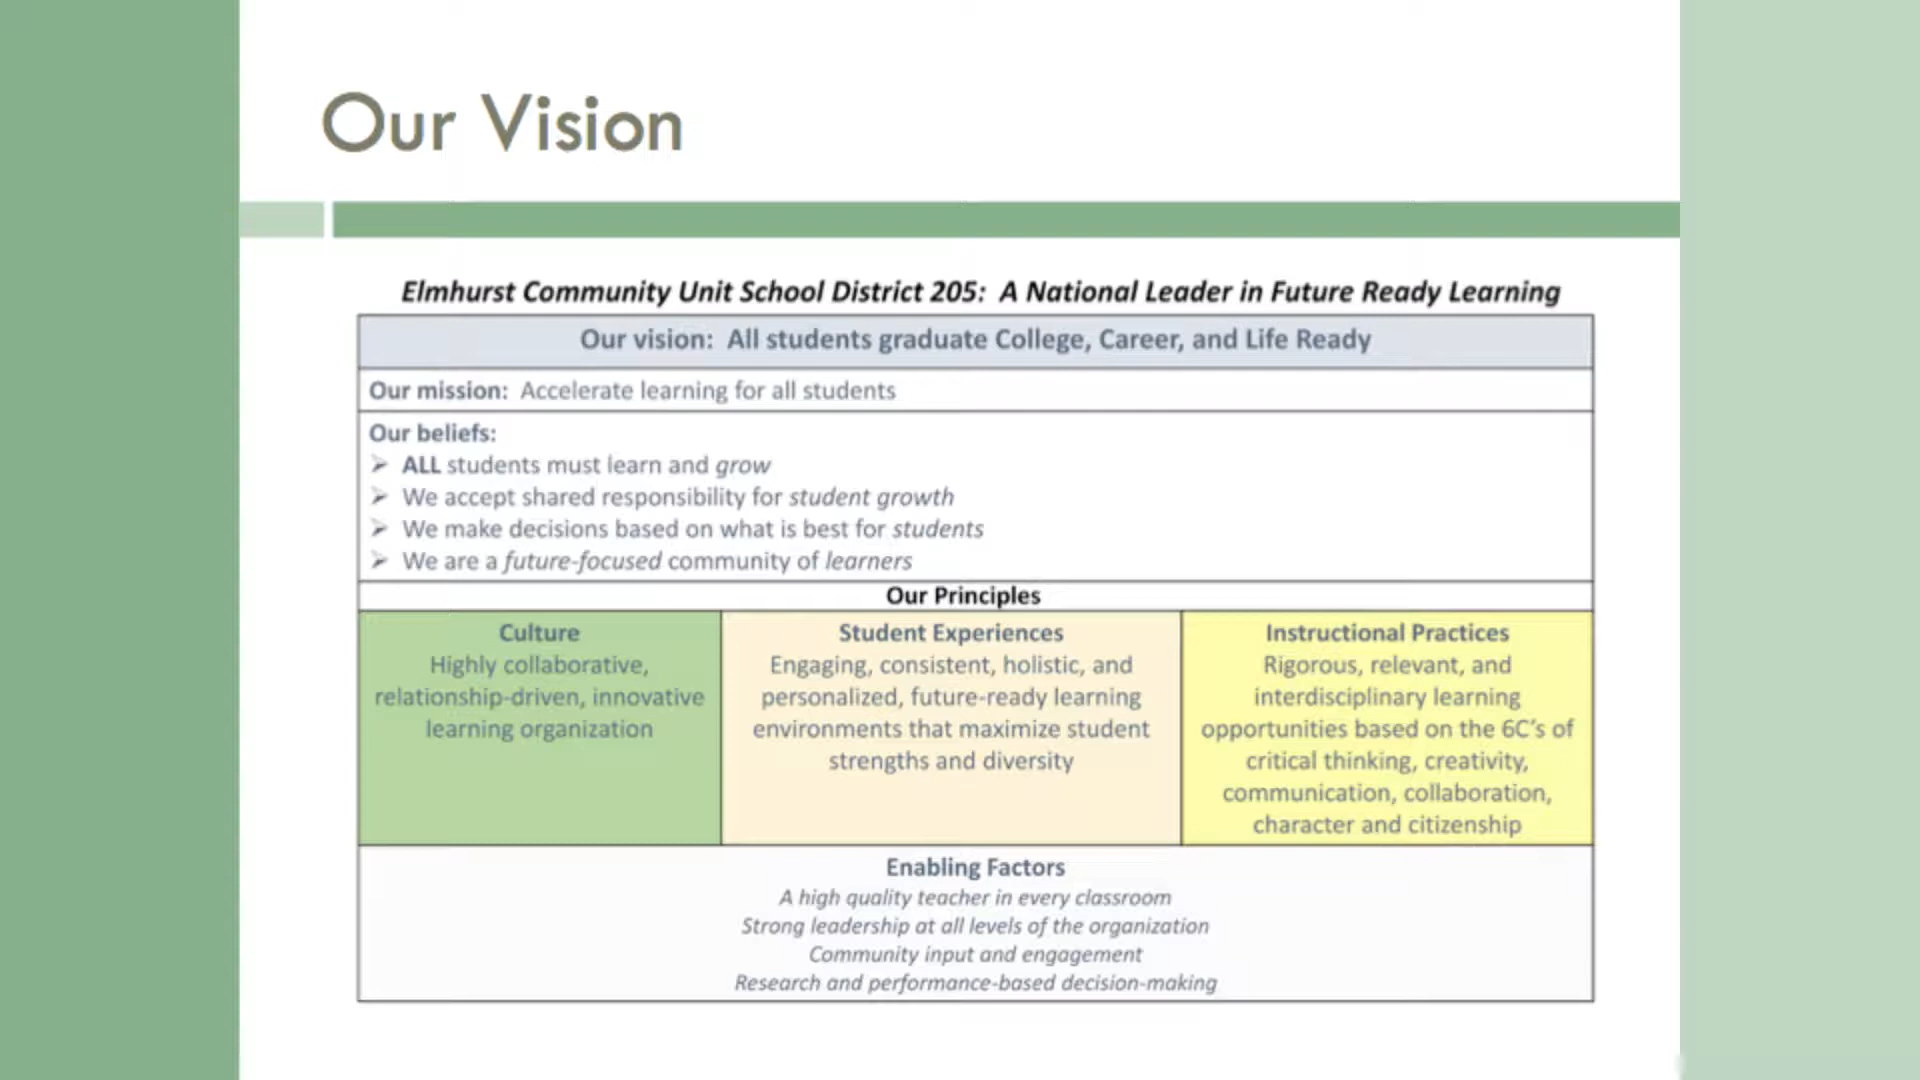 Our Vision
Elmhurst Community Unit School District 205:  A National Leader in Future Ready Learning
Our vision:  All students graduate College, Career, and Life Ready
Our mission:  Accelerate learning for all students
Our beliefs:
➢ ALL students must learn and grow
➢ We accept shared responsibility for student growth
➢ We make decisions based on what is best for students
➢ We are a future-focused community of learners
Our Principles
Culture
Highly collaborative,
relationship-driven, innovative
learning organization
Student Experiences
Engaging, consistent, holistic, and
personalized, future-ready learning
environments that maximize student
strengths and diversity
Instructional Practices
Rigorous, relevant, and
interdisciplinary learning
opportunities based on the 6C’s of
critical thinking, creativity,
communication, collaboration,
character and citizenship
Enabling Factors
A high quality teacher in every classroom
Strong leadership at all levels of the organization
Community input and engagement
Research and performance-based decision-making